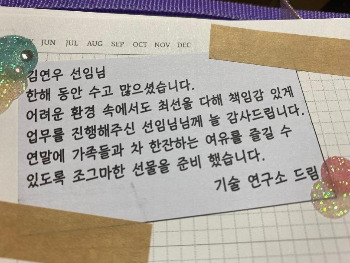 JUN JUL AUG SEP OCT NOV DEC
김연우 선임님
한해 동안 수고 많으셨습니다.
어려운 환경 속에서도 최선을 다해 책임감 있게
업무를 진행해주신 선임님님께 늘 감사드립니다.
연말에 가족들과 차 한잔하는 여유를 즐길 수
있도록 조그마한 선물을 준비 했습니다.
기술 연구소 드림